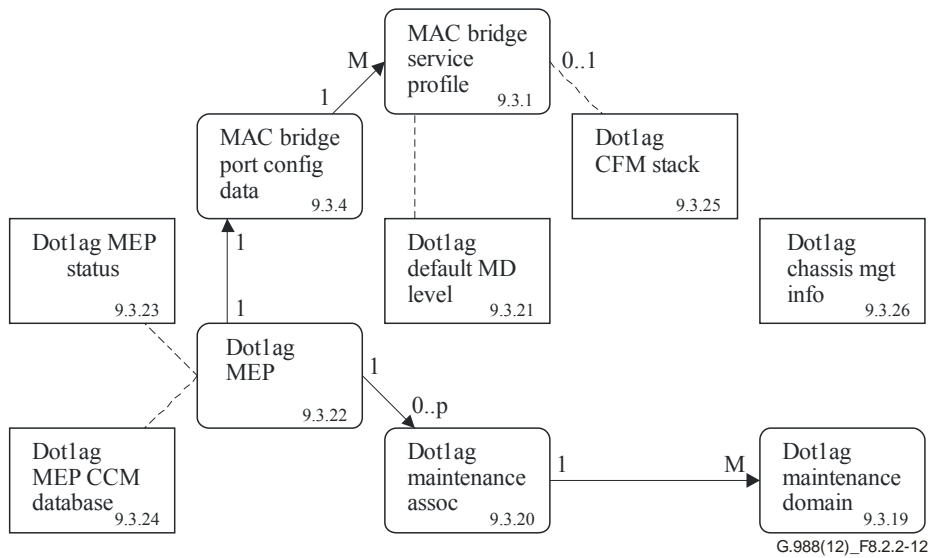 MAC bridge
service
profile
9.3.1
M
0..1
1
MAC bridge
port config
data
9.3.4
Dot1ag
CFM stack
9.3.25
Dot1ag MEP
status
9.3.23
1
1
Dot1ag
default MD
level
9.3.21
Dot1ag
chassis mgt
info
9.3.26
Dot1ag
MEP
9.3.22
1
0..p
Dot1ag
MEP CCM
database
9.3.24
Dot1ag
maintenance
assoc
9.3.20
1
M
Dot1ag
maintenance
domain
9.3.19
G.988(12)_F8.2.2-12